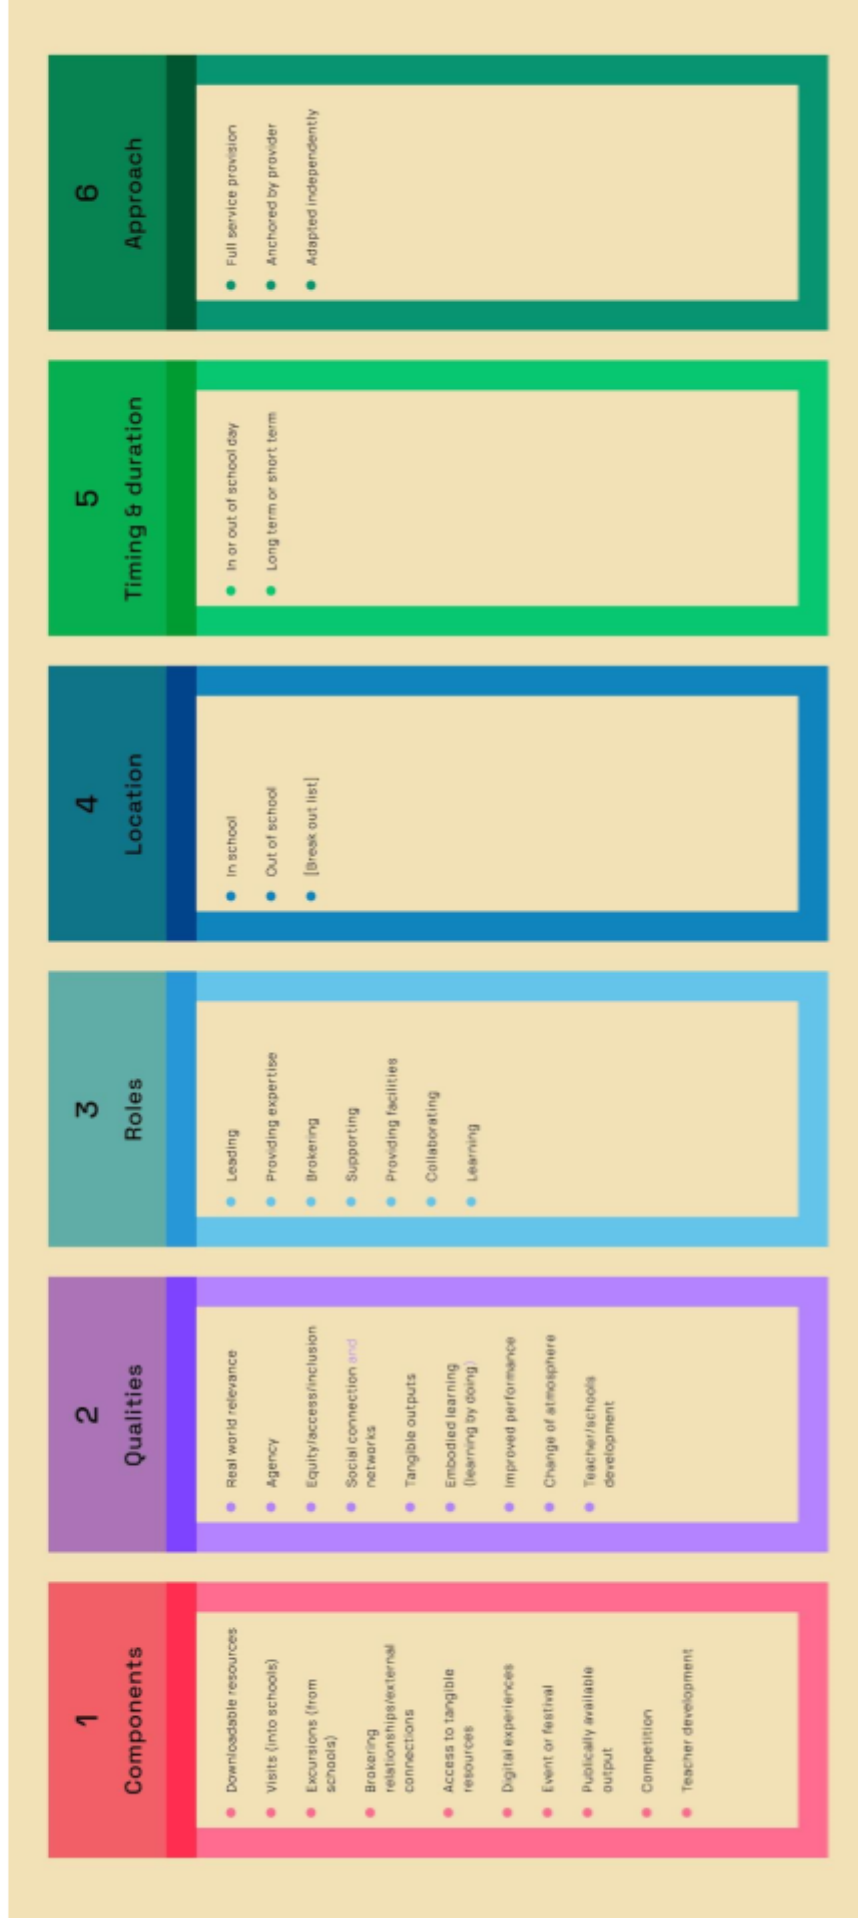 1
Components
Downloadable resources
Visits (into schools)
Excursions (from
schools)
Brokering
relationships/external
connections
Access to tangible
resources
Digital experiences
Event or festival
Publically available
output
Competition
Teacher development
2
Qualities
Real world relevance
Agency
Equity/access/inclusion
Social connection and
networks
Tangible outputs
Embodied learning
(learning by doing)
Improved performance
Change of atmosphere
Teacher/schools
development
3
Roles
Leading
Providing expertise
Brokering
Supporting
Providing facilities
Collaborating
Learning
4
Location
In school
Out of school
[Break out list]
5
Timing & duration
In or out of school day
Long term or short term
6
Approach
Full service provision
Anchored by provider
Adapted independently